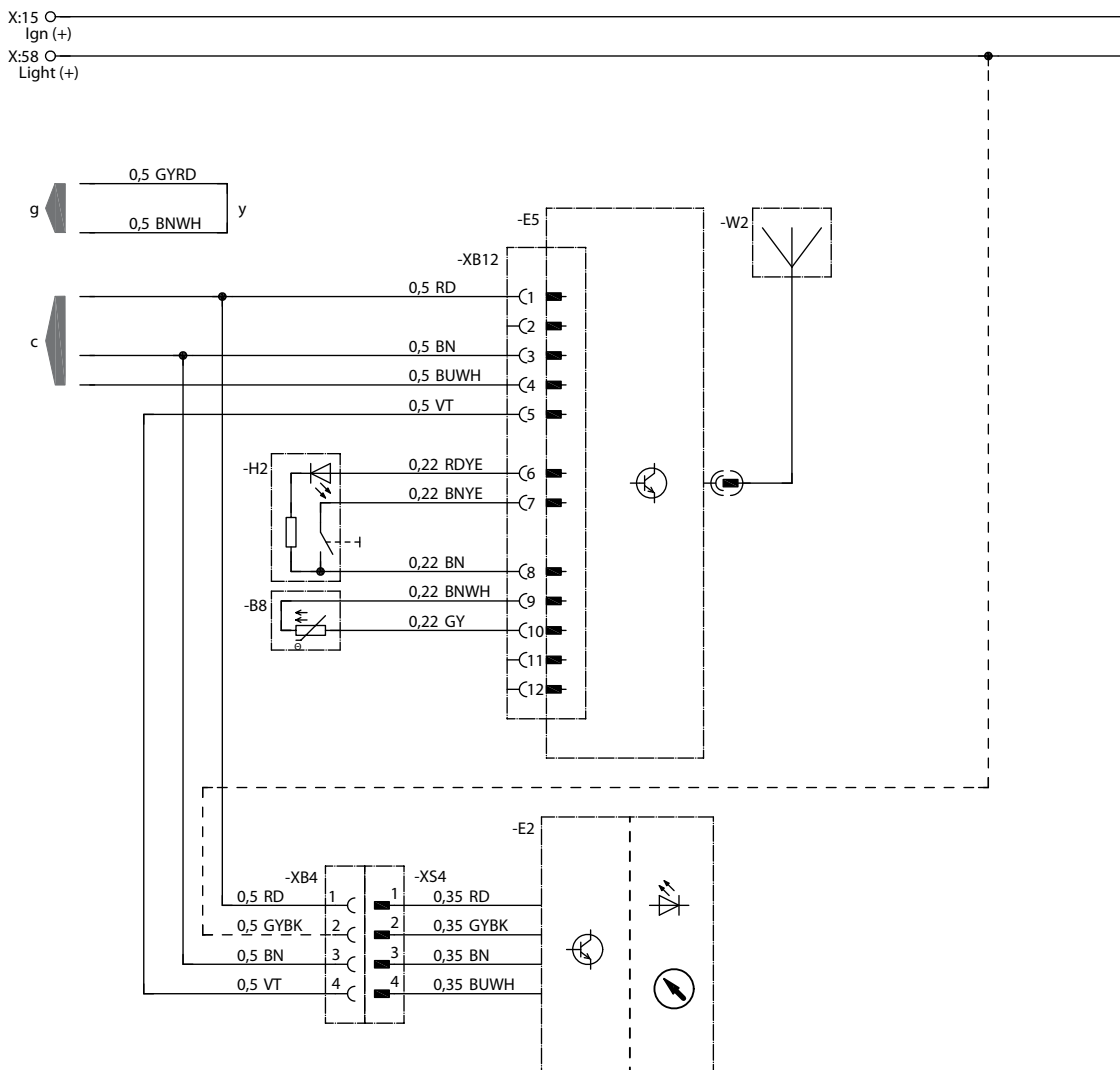 X:15
Ign (+)
X:58
Light (+)
0,5 GYRD
g
y
0,5 BNWH
-E5
-W2
-XB12
0,5 RD
1
2
c
0,5 BN
3
0,5 BUWH
4
0,5 VT
5
-H2
0,22 RDYE
6
0,22 BNYE
7
0,22 BN
8
-B8
0,22 BNWH
9
0,22 GY
10
Θ
11
12
-E2
-XB4
-XS4
0,5 RD
1
1
0,35 RD
0,5 GYBK
2
2
0,35 GYBK
0,5 BN
3
3
0,35 BN
0,5 VT
4
4
0,35 BUWH